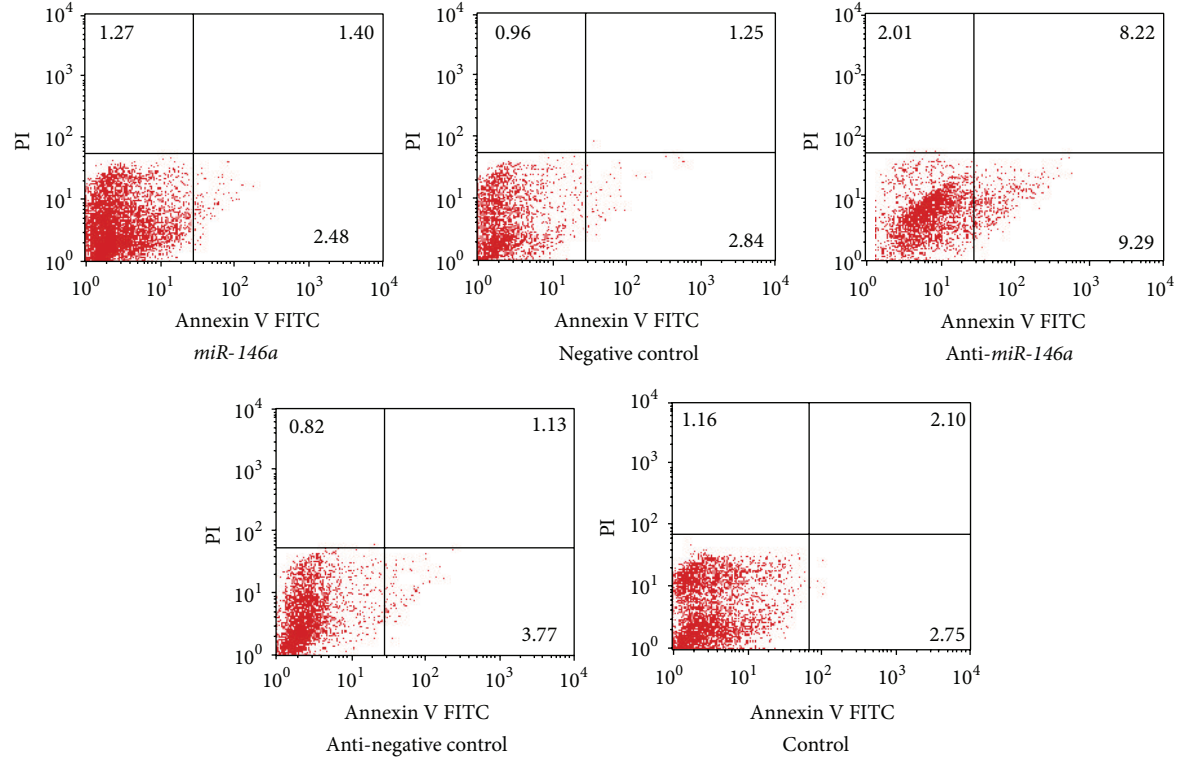 10^4
10^3
10^2
10^1
10^0
PI
1.27
1.40
2.48
10^0 10^1 10^2 10^3 10^4
Annexin V FITC
miR-146a
10^4
10^3
10^2
10^1
10^0
PI
0.96
1.25
2.84
10^0 10^1 10^2 10^3 10^4
Annexin V FITC
Negative control
10^4
10^3
10^2
10^1
10^0
PI
2.01
8.22
9.29
10^0 10^1 10^2 10^3 10^4
Annexin V FITC
Anti-miR-146a
10^4
10^3
10^2
10^1
10^0
PI
0.82
1.13
3.77
10^0 10^1 10^2 10^3 10^4
Annexin V FITC
Anti-negative control
10^4
10^3
10^2
10^1
10^0
PI
1.16
2.10
2.75
10^0 10^1 10^2 10^3 10^4
Annexin V FITC
Control